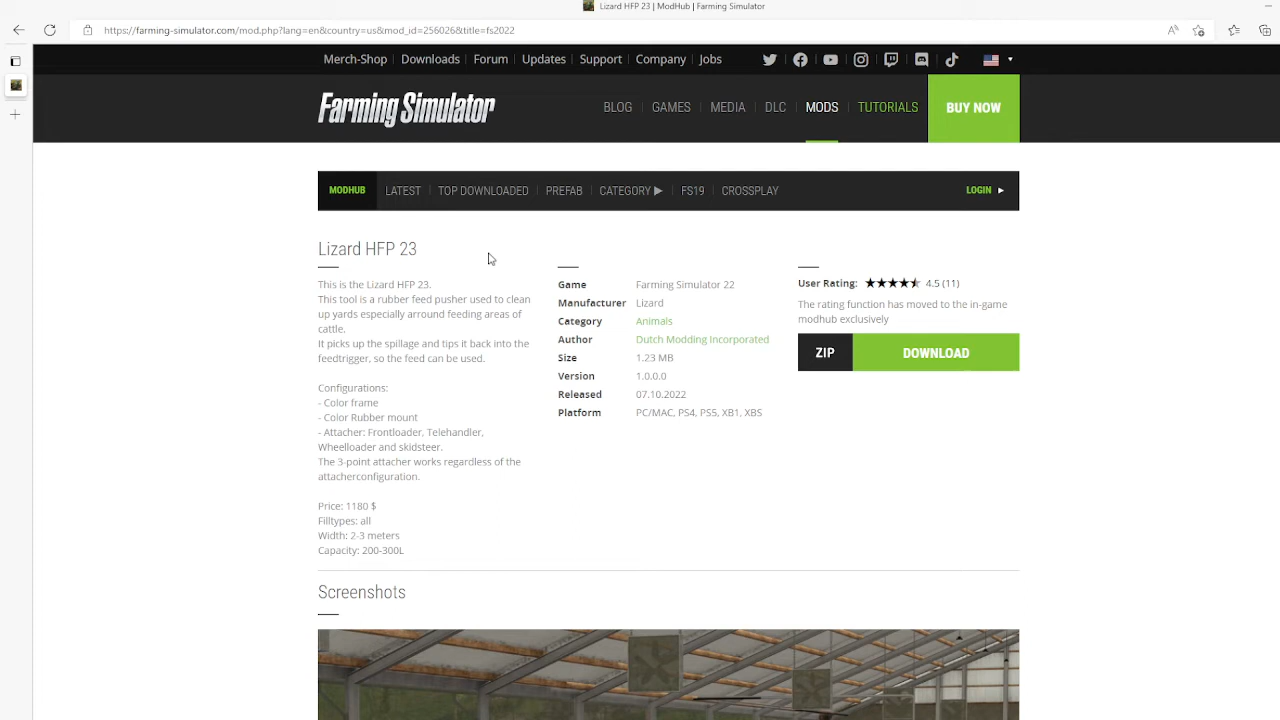 Lizard HFP 23 | ModHub | Farming Simulator
https://farming-simulator.com/mod.php?lang=en&country=us&mod_id=256026&title=fs2022
Merch-Shop Downloads Forum Updates Support Company Jobs
Farming Simulator
BLOG GAMES MEDIA DLC MODS TUTORIALS BUY NOW
MODHUB LATEST TOP DOWNLOADED PREFAB CATEGORY ▶ FS19 CROSSPLAY LOGIN ▶
Lizard HFP 23
This is the Lizard HFP 23.
This tool is a rubber feed pusher used to clean
up yards especially arround feeding areas of
cattle.
It picks up the spillage and tips it back into the
feedtrigger, so the feed can be used.
Configurations:
- Color frame
- Color Rubber mount
- Attacher: Frontloader, Telehandler,
Wheelloader and skidsteer.
The 3-point attacher works regardless of the
attacherconfiguration.
Price: 1180 $
Filltypes: all
Width: 2-3 meters
Capacity: 200-300L
Game Farming Simulator 22
Manufacturer Lizard
Category Animals
Author Dutch Modding Incorporated
Size 1.23 MB
Version 1.0.0.0
Released 07.10.2022
Platform PC/MAC, PS4, PS5, XB1, XBS
User Rating: 4.5 (11)
The rating function has moved to the in-game
modhub exclusively
ZIP DOWNLOAD
Screenshots